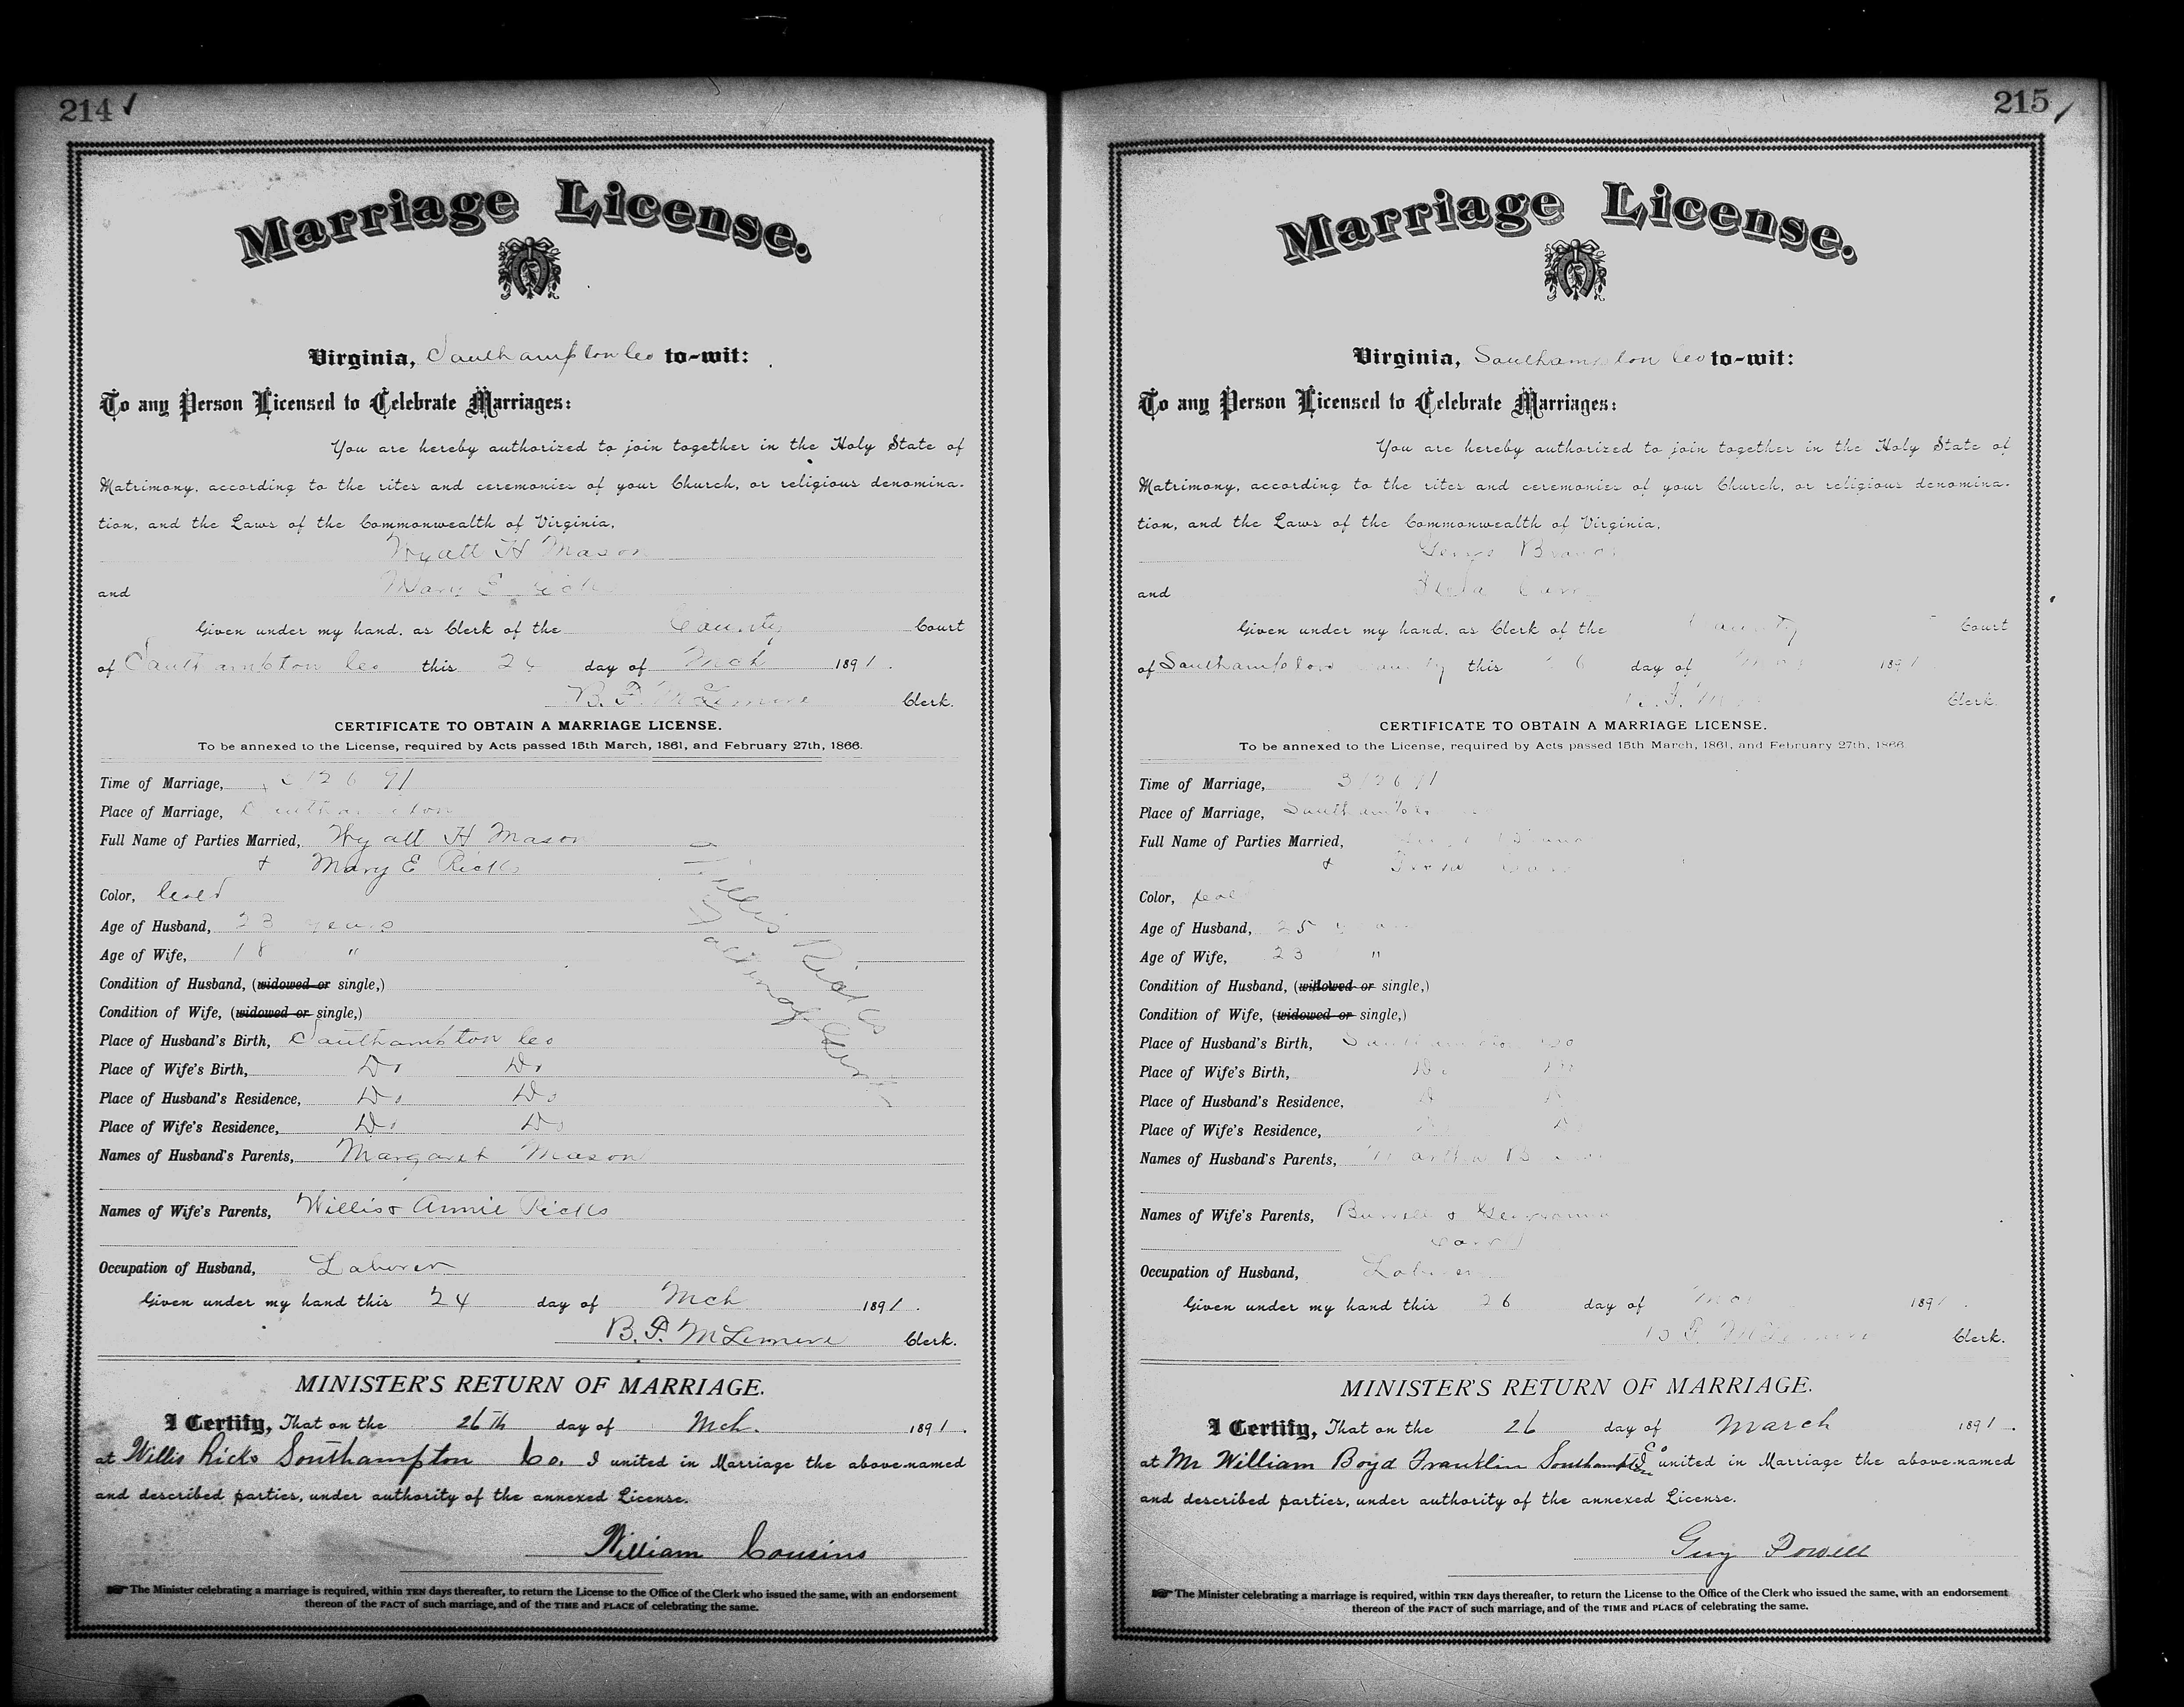 214
Marriage License.
Virginia, Southampton Co to-wit:
To any Person Licensed to Celebrate Marriages:
You are hereby authorized to join together in the Holy State of
Matrimony, according to the rites and ceremonies of your Church, or religious denomina-
tion, and the Laws of the Commonwealth of Virginia,
Wyatt H Mason
and Mary E Ricks
Given under my hand, as Clerk of the County Court
of Southampton Co this day of Mch 1891.
B. F. McLemore Clerk.
CERTIFICATE TO OBTAIN A MARRIAGE LICENSE.
To be annexed to the License, required by Acts passed 15th March, 1861, and February 27th, 1866.
Time of Marriage, 3/26 91
Place of Marriage, Southampton
Full Name of Parties Married, Wyatt H Mason
+ Mary E Ricks
Color, Cold
Age of Husband, 23 years
Age of Wife, 18 "
Condition of Husband, (widowed or single,)
Condition of Wife, (widowed or single,)
Place of Husband's Birth, Southampton Co
Place of Wife's Birth, Do Do
Place of Husband's Residence, Do Do
Place of Wife's Residence, Do Do
Names of Husband's Parents, Margaret Mason
Names of Wife's Parents, Willis & Annie Ricks
Occupation of Husband, Laborer
Given under my hand this 24 day of Mch 1891.
B. F. McLemore Clerk.
Willis Ricks
MINISTER'S RETURN OF MARRIAGE.
I Certify, That on the 26th day of Mch. 1891.
at Willis Ricks Southampton Co. I united in Marriage the above-named
and described parties, under authority of the annexed License.
William Cousins
The Minister celebrating a marriage is required, within TEN days thereafter, to return the License to the Office of the Clerk who issued the same, with an endorsement
thereon of the FACT of such marriage, and of the TIME and PLACE of celebrating the same.
215
Marriage License.
Virginia, Southampton Co to-wit:
To any Person Licensed to Celebrate Marriages:
You are hereby authorized to join together in the Holy State of
Matrimony, according to the rites and ceremonies of your Church, or religious denomina-
tion, and the Laws of the Commonwealth of Virginia,
and
Given under my hand, as Clerk of the County Court
of Southampton County this 26 day of 1891
Clerk.
CERTIFICATE TO OBTAIN A MARRIAGE LICENSE.
To be annexed to the License, required by Acts passed 15th March, 1861, and February 27th, 1866
Time of Marriage, 3/26 91
Place of Marriage, Southampton
Full Name of Parties Married,
+
Color, Col
Age of Husband, 25
Age of Wife, 23 "
Condition of Husband, (widowed or single,)
Condition of Wife, (widowed or single,)
Place of Husband's Birth, Southampton Co
Place of Wife's Birth, Do Do
Place of Husband's Residence,
Place of Wife's Residence,
Names of Husband's Parents, Martha
Names of Wife's Parents,
Occupation of Husband, Laborer
Given under my hand this 26 day of 1891.
B F McLemore Clerk.
MINISTER'S RETURN OF MARRIAGE.
I Certify, That on the 26 day of March 1891.
at Mr William Boyd Franklin Southampton Co I united in Marriage the above-named
and described parties, under authority of the annexed License.
Guy Powell
The Minister celebrating a marriage is required, within TEN days thereafter, to return the License to the Office of the Clerk who issued the same, with an endorsement
thereon of the FACT of such marriage, and of the TIME and PLACE of celebrating the same.